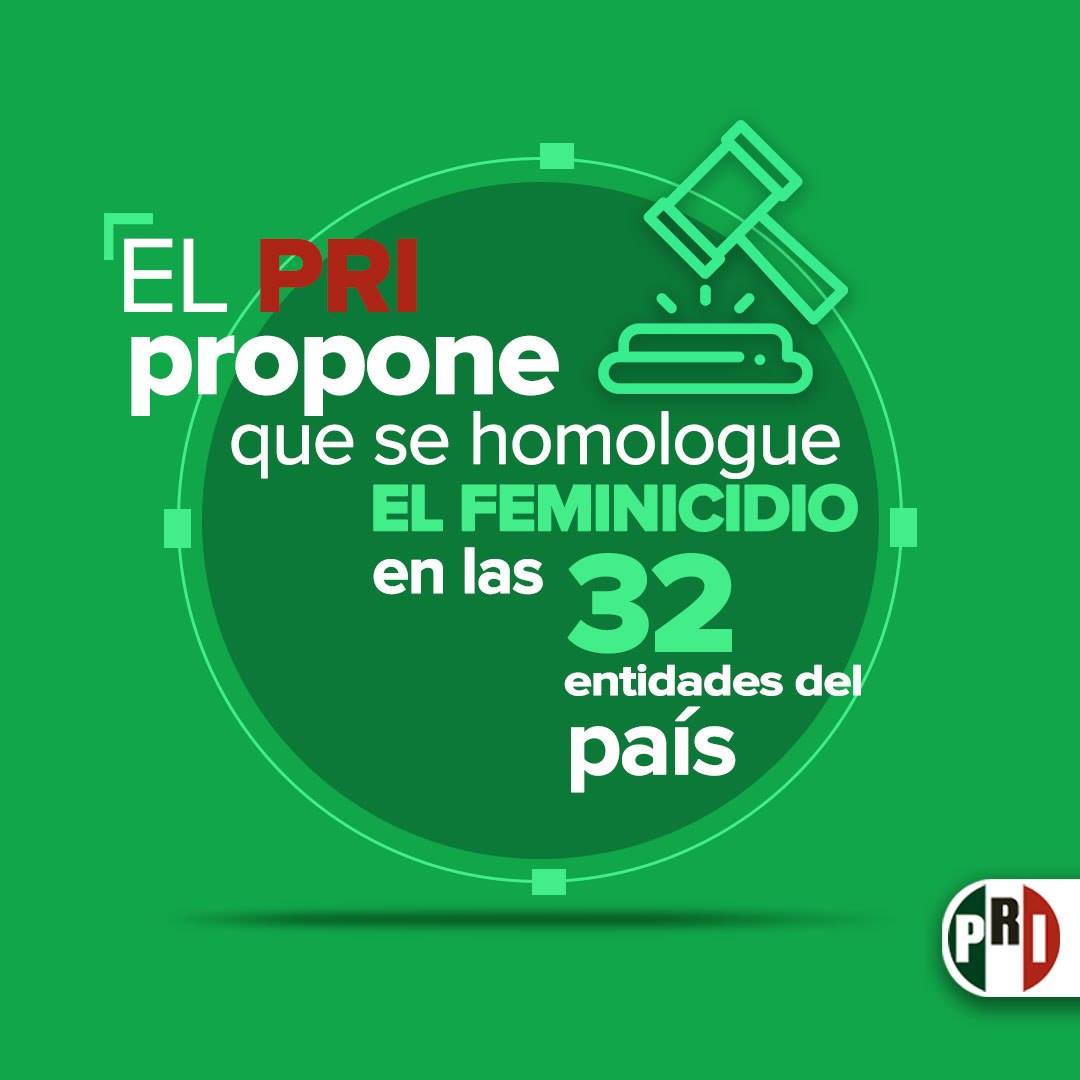 EL PRI
propone
que se homologue
EL FEMINICIDIO
en las 32
entidades del
país
PRI